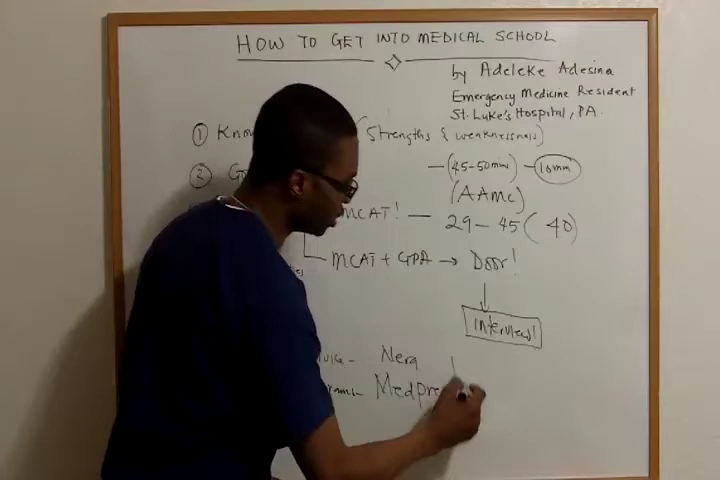 HOW TO GET INTO MEDICAL SCHOOL
by Adeleke Adesina
Emergency Medicine Resident
St. Luke's Hospital, PA.
① Know (Strengths & weaknesses)
② G
— (45-50min) — 10min
(AAMC)
MCAT! — 29 — 45 ( 40)
MCAT + GPA → Door!
Interview!
Nera
MedPre